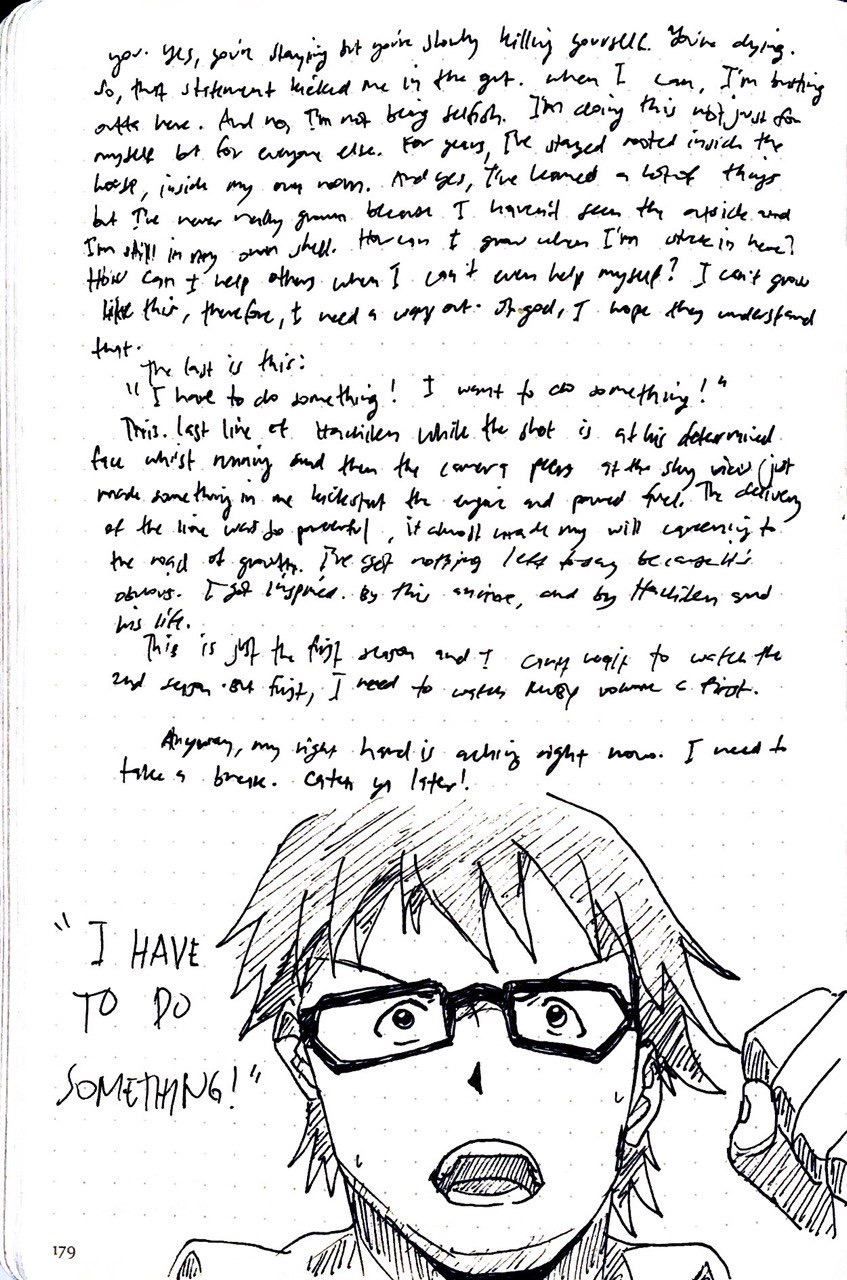 you. Yes, you're staying but you're slowly killing yourself. You're dying.
So, that statement kicked me in the gut. When I can, I'm busting
outta here. And no, I'm not being selfish. I'm doing this not just for
myself but for everyone else. For years, I've stayed rooted inside the
house, inside my own room. And yes, I've learned a lot of things
but I've never really grown because I haven't seen the outside and
I'm still in my own shell. How can I grow when I'm stuck in here?
How can I help others when I can't even help myself? I can't grow
like this, therefore, I need a way out. Oh god, I hope they understand
that.
The last is this:
"I have to do something! I want to do something!"
This last line of Hachiken while the shot is at his determined
face whilst running and then the camera at the sky view just
made something in me kickstart the engine and poured fuel. The delivery
of the line was so powerful, it almost made my will to
the road of growth. I've got nothing left to say because it's
obvious. I got inspired. By this anime, and by Hachiken and
his life.
This is just the first season and I can't wait to watch the
2nd season. But first, I need to watch RWBY volume first.
Anyway, my right hand is aching right now. I need to
take a break. Catch ya later!
"I HAVE
TO DO
SOMETHING!"
179